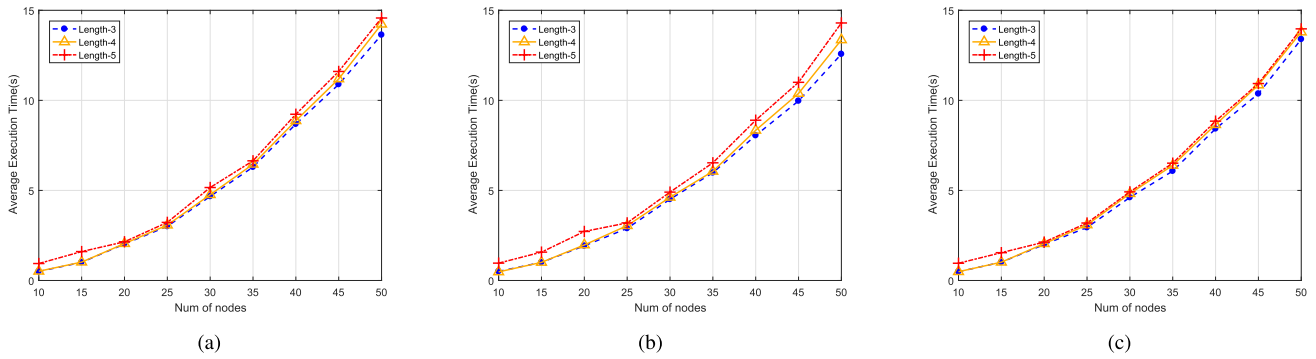 15
10
5
0
Average Execution Time(s)
Length-3
Length-4
Length-5
10 15 20 25 30 35 40 45 50
Num of nodes
(a)
15
10
5
0
Average Execution Time(s)
Length-3
Length-4
Length-5
10 15 20 25 30 35 40 45 50
Num of nodes
(b)
15
10
5
0
Average Execution Time(s)
Length-3
Length-4
Length-5
10 15 20 25 30 35 40 45 50
Num of nodes
(c)